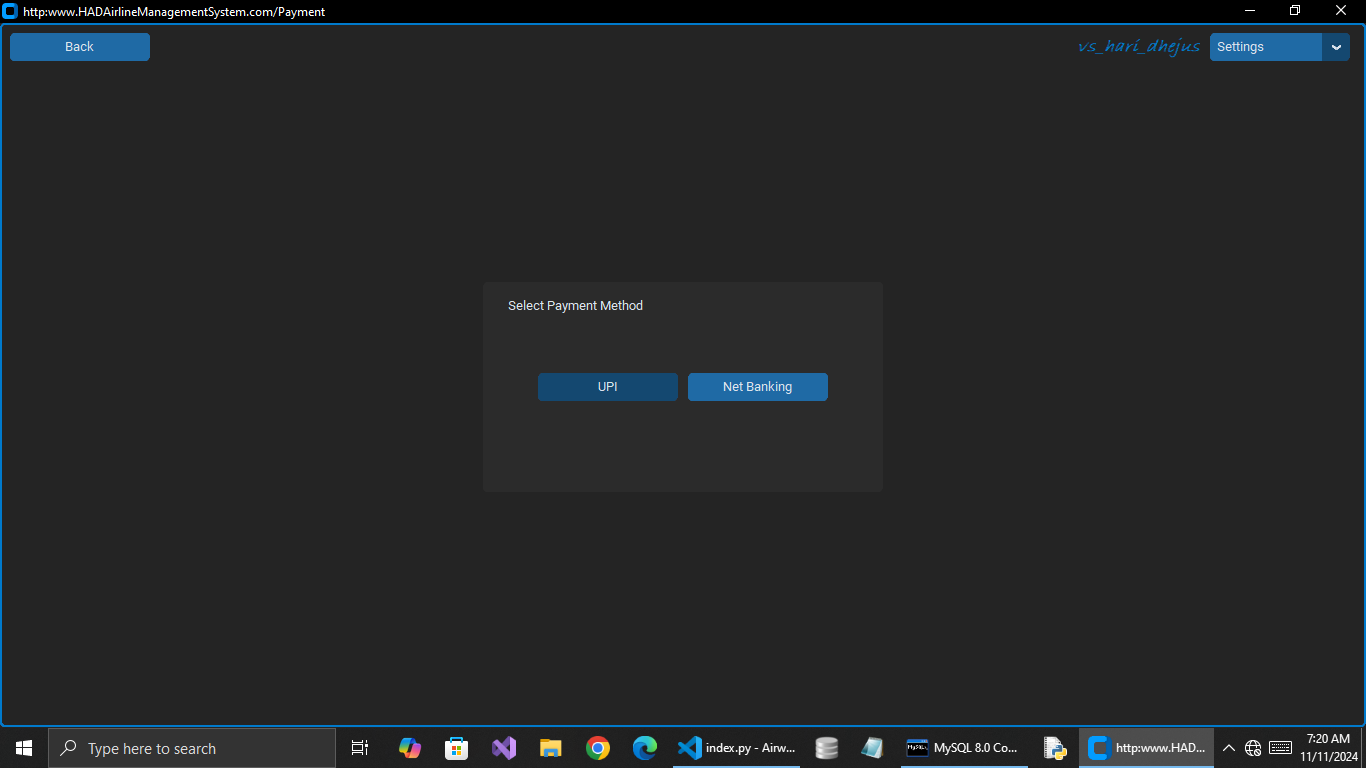 http:www.HADAirlineManagementSystem.com/Payment
Back
vs_hari_dhejus
Settings
Select Payment Method
UPI
Net Banking
Type here to search
index.py - Airw...
MySQL 8.0 Co...
http:www.HAD...
7:20 AM
11/11/2024